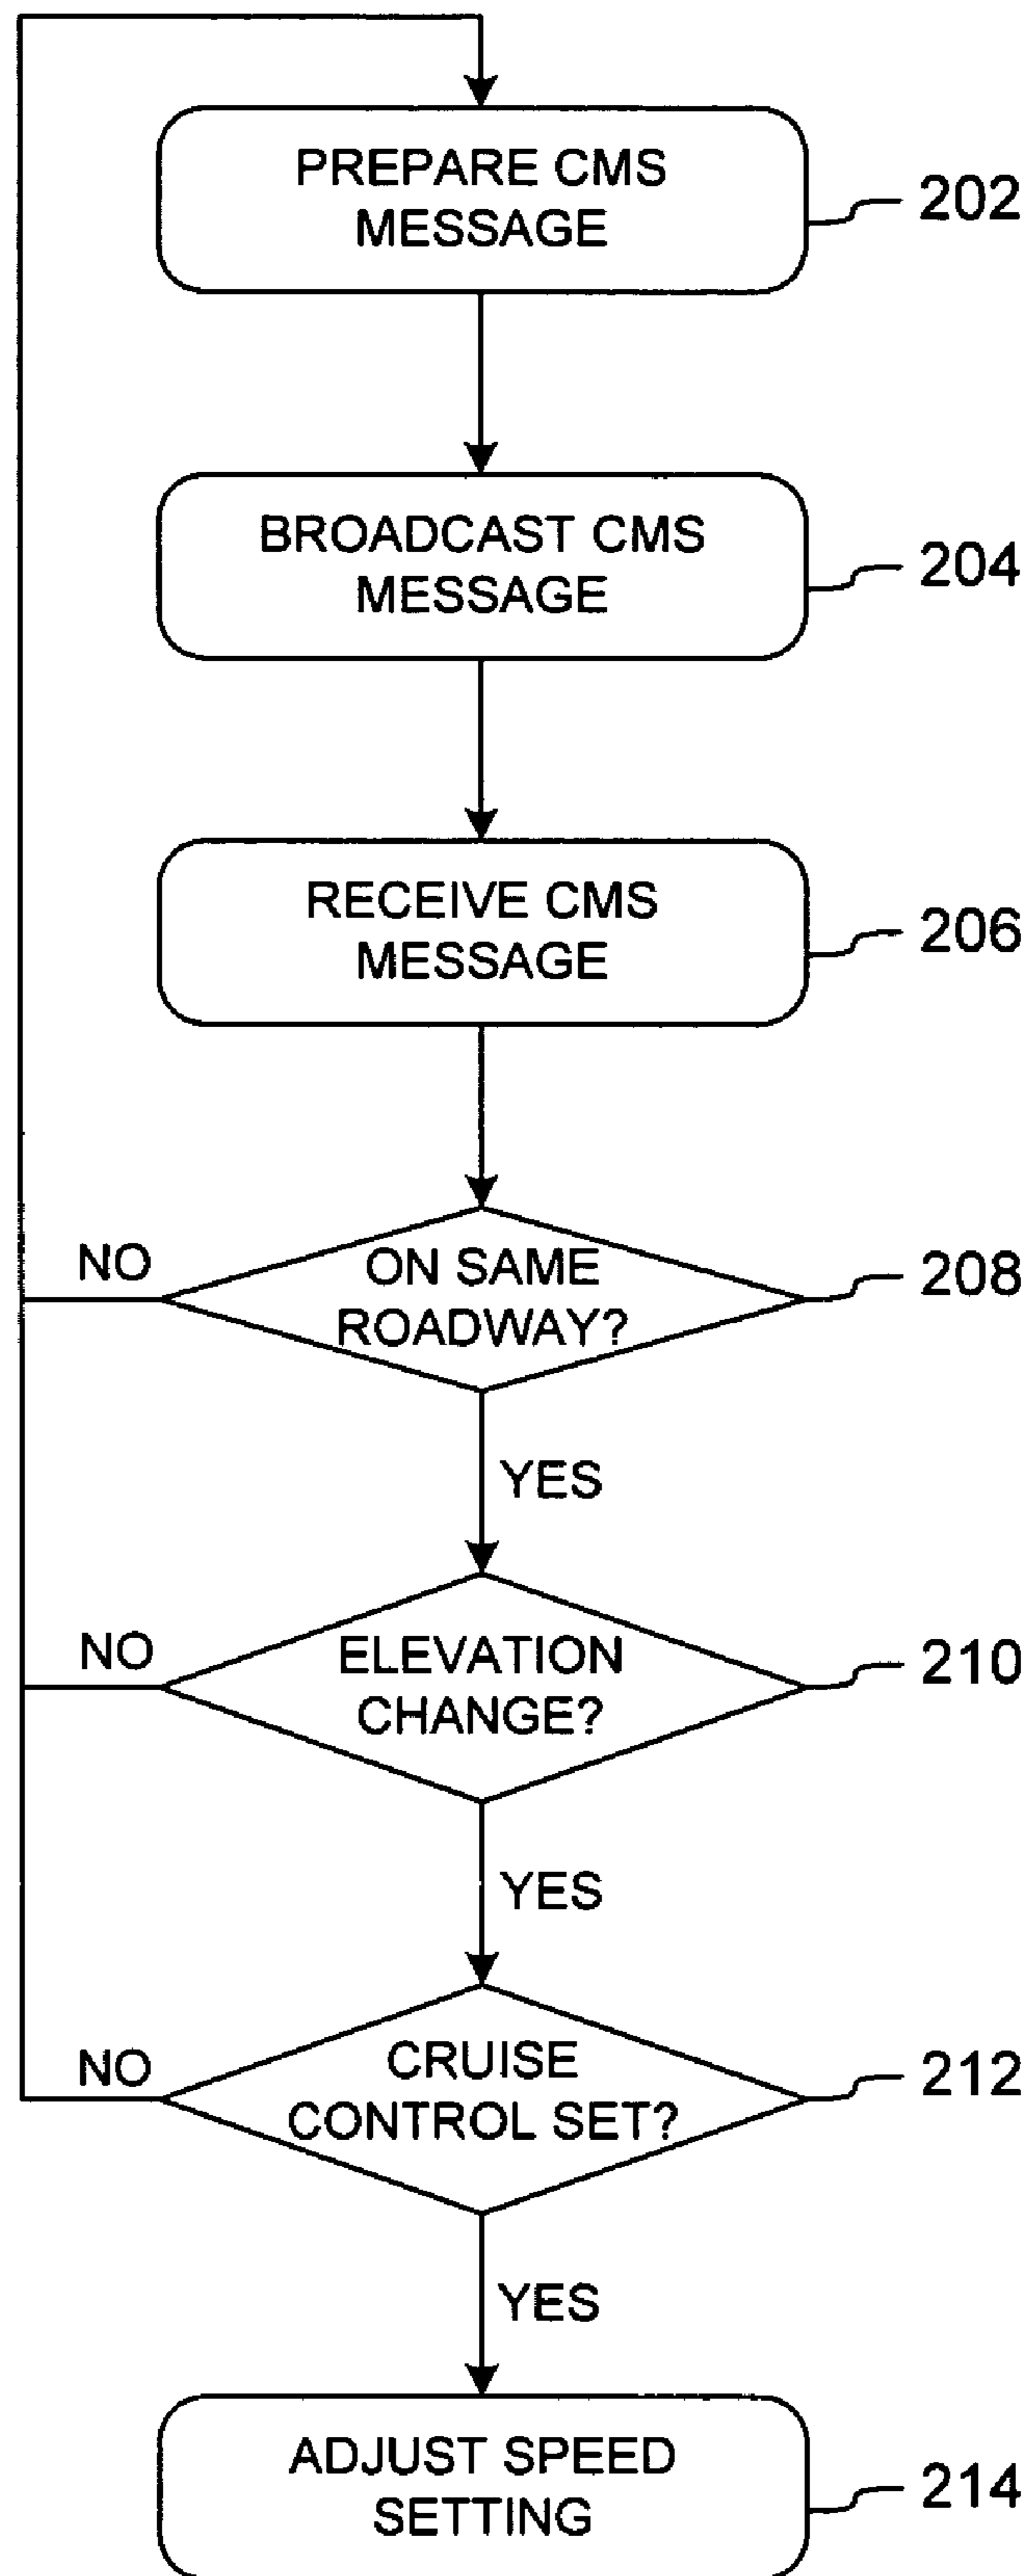 PREPARE CMS
MESSAGE
202
BROADCAST CMS
MESSAGE
204
RECEIVE CMS
MESSAGE
206
NO
ON SAME
ROADWAY?
208
YES
NO
ELEVATION
CHANGE?
210
YES
NO
CRUISE
CONTROL SET?
212
YES
ADJUST SPEED
SETTING
214